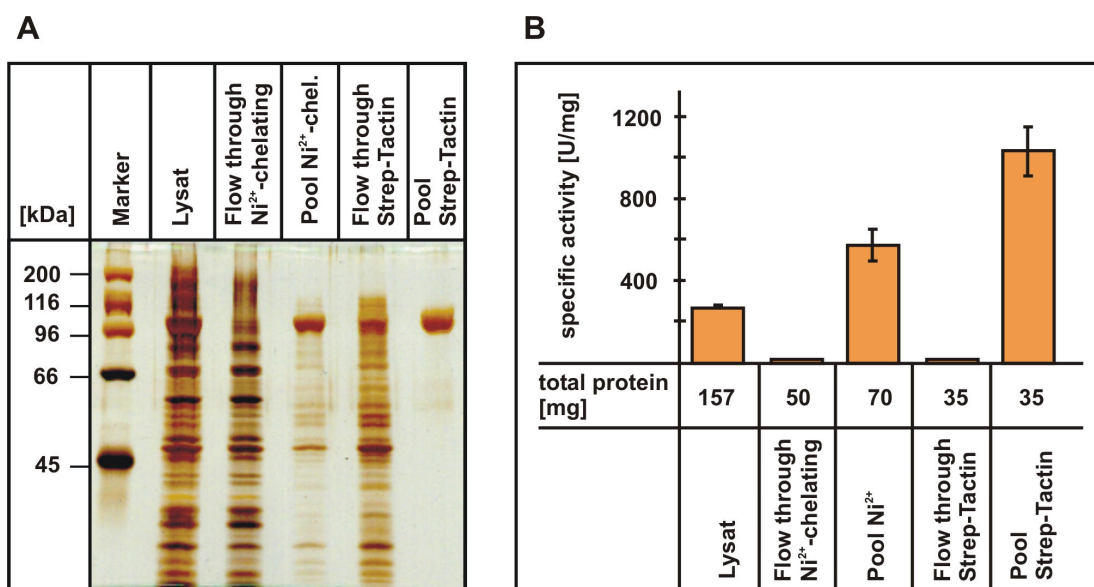 A
[kDa]
Marker
Lysat
Flow through
Ni²⁺-chelating
Pool Ni²⁺-chel.
Flow through
Strep-Tactin
Pool
Strep-Tactin
200
116
96
66
45
B
specific activity [U/mg]
1200
800
400
total protein
[mg]
157
50
70
35
35
Lysat
Flow through
Ni²⁺-chelating
Pool Ni²⁺
Flow through
Strep-Tactin
Pool
Strep-Tactin